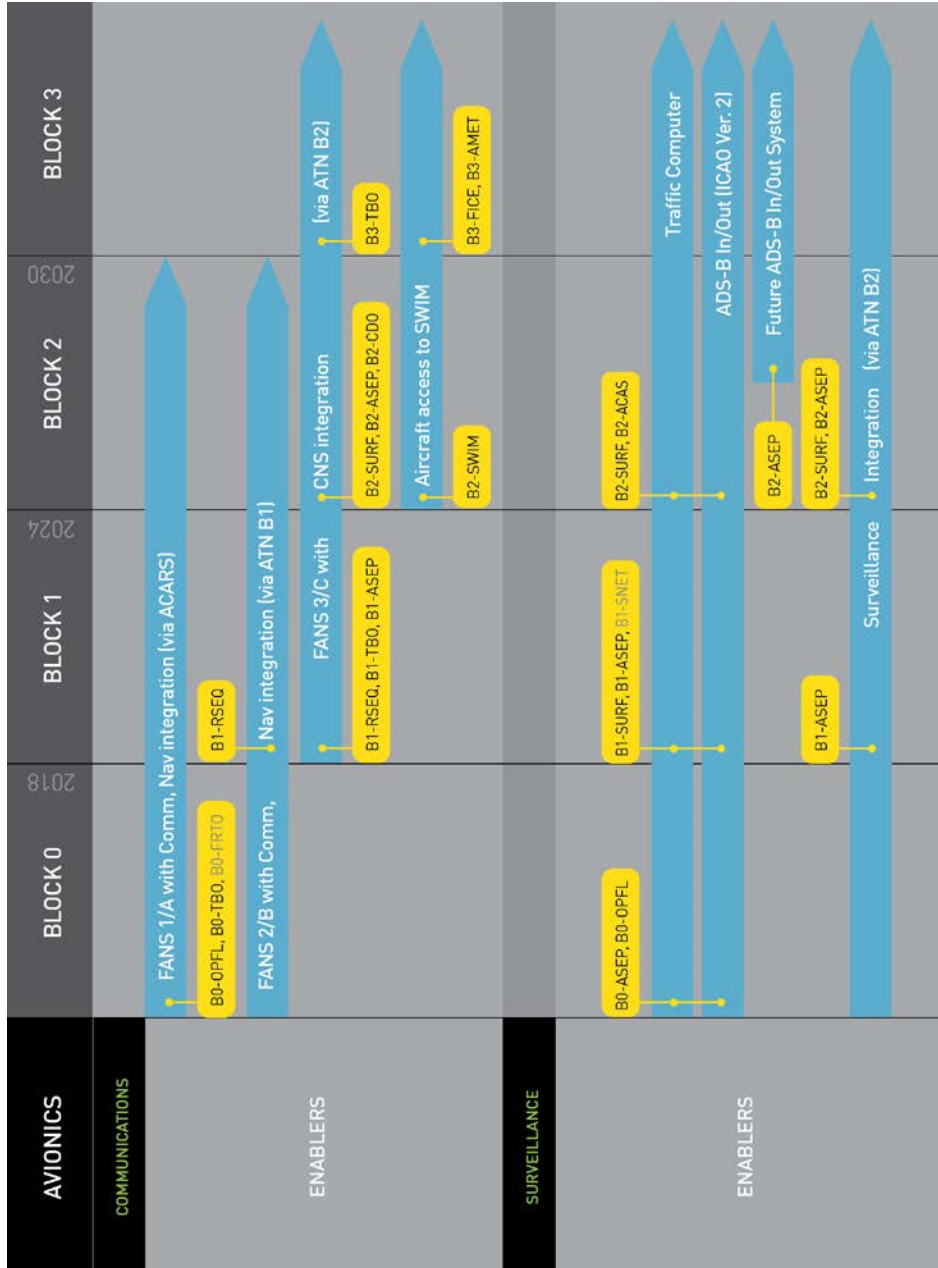 AVIONICS
BLOCK 0
2018
BLOCK 1
2024
BLOCK 2
2030
BLOCK 3
COMMUNICATIONS
ENABLERS
FANS 1/A with Comm, Nav integration (via ACARS)
B0-OPFL, B0-TBO, B0-FRTO
B1-RSEQ
FANS 2/B with Comm, Nav integration (via ATN B1)
FANS 3/C with CNS integration (via ATN B2)
B1-RSEQ, B1-TBO, B1-ASEP
B2-SURF, B2-ASEP, B2-CDO
B3-TBO
Aircraft access to SWIM
B2-SWIM
B3-FICE, B3-AMET
SURVEILLANCE
ENABLERS
B0-ASEP, B0-OPFL
B1-SURF, B1-ASEP, B1-SNET
B2-SURF, B2-ACAS
Traffic Computer
ADS-B In/Out (ICAO Ver. 2)
B2-ASEP
Future ADS-B In/Out System
B1-ASEP
B2-SURF, B2-ASEP
Surveillance Integration (via ATN B2)